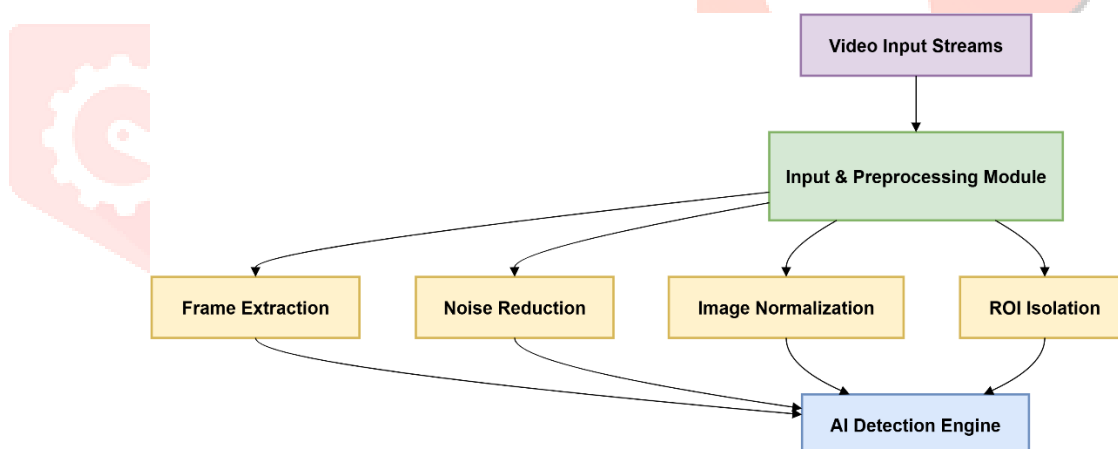 Video Input Streams
Input & Preprocessing Module
Frame Extraction
Noise Reduction
Image Normalization
ROI Isolation
AI Detection Engine